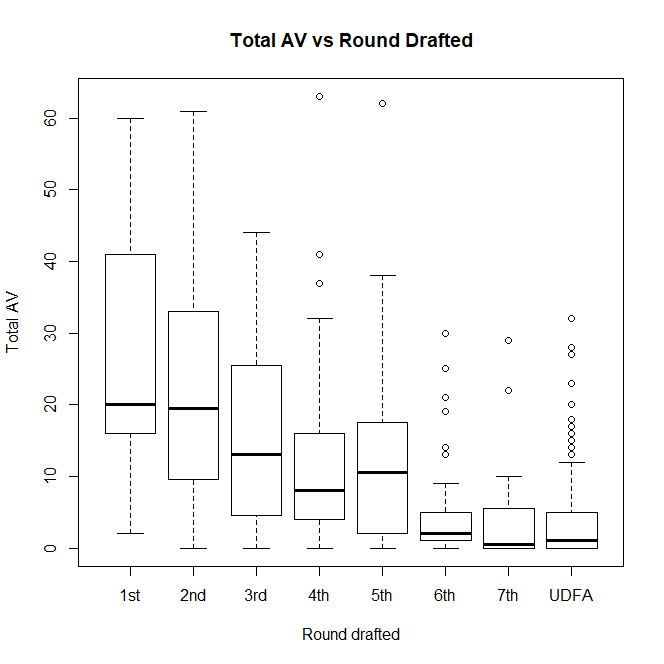 Total AV vs Round Drafted
Total AV
60
50
40
30
20
10
0
1st 2nd 3rd 4th 5th 6th 7th UDFA
Round drafted